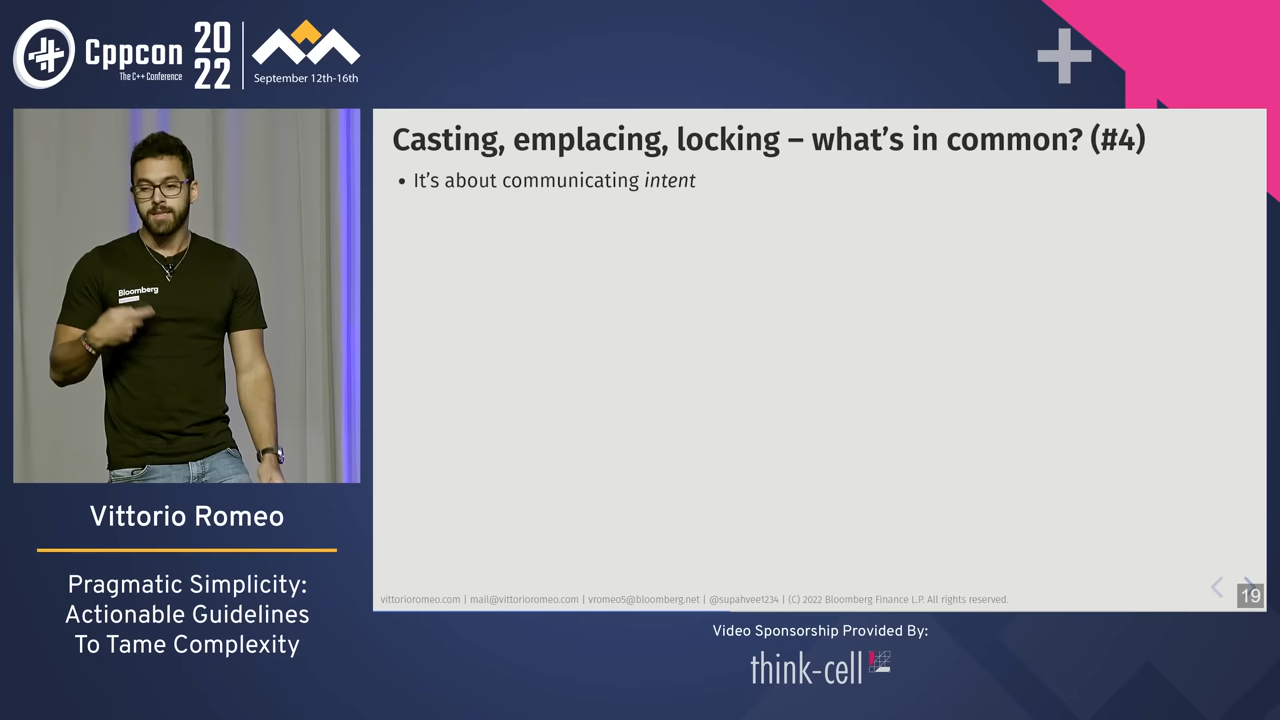 Cppcon
The C++ Conference
20
22
September 12th-16th
Casting, emplacing, locking – what's in common? (#4)
• It's about communicating intent
Bloomberg
Vittorio Romeo
Pragmatic Simplicity:
Actionable Guidelines
To Tame Complexity
vittorioromeo.com | mail@vittorioromeo.com | vromeo5@bloomberg.net | @supahvee1234 | (C) 2022 Bloomberg Finance L.P. All rights reserved.
19
Video Sponsorship Provided By:
think-cell